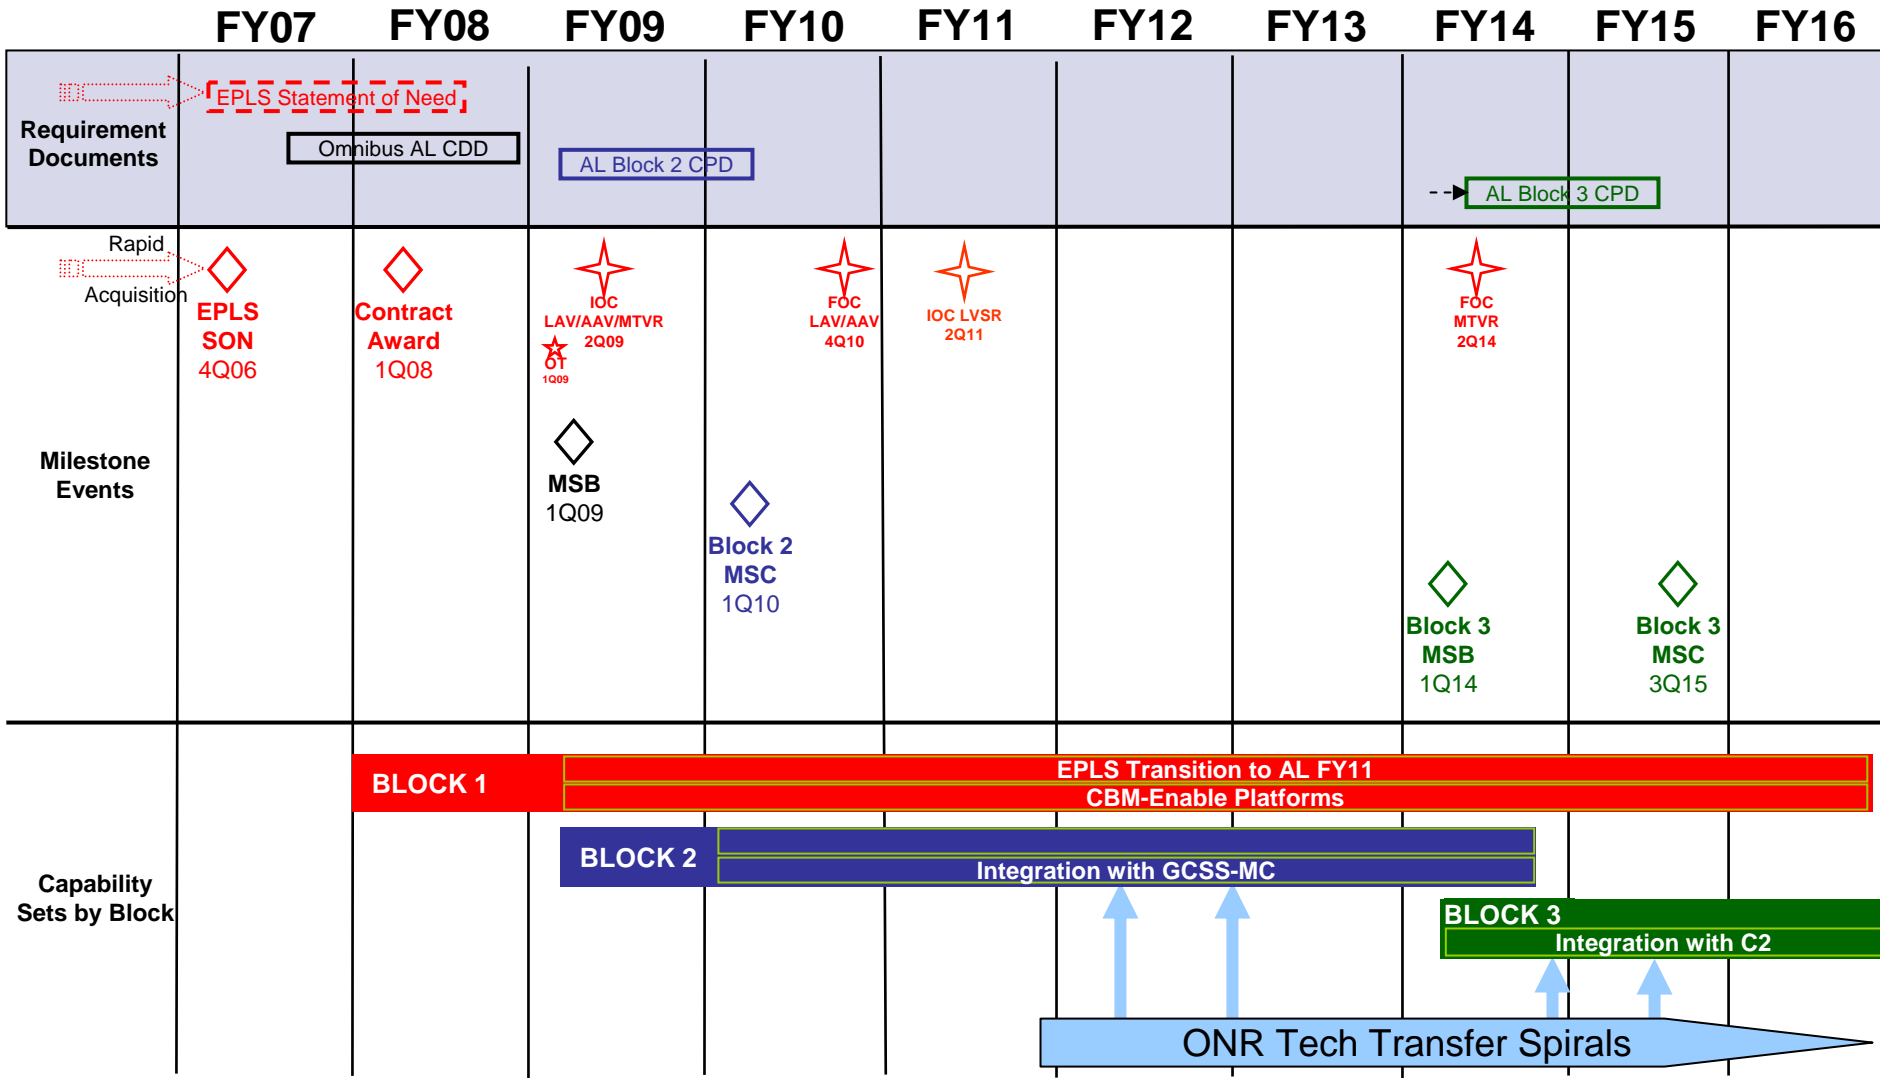 FY07 FY08 FY09 FY10 FY11 FY12 FY13 FY14 FY15 FY16
Requirement
Documents
EPLS Statement of Need
Omnibus AL CDD
AL Block 2 CPD
AL Block 3 CPD
Rapid
Acquisition
EPLS
SON
4Q06
Contract
Award
1Q08
IOC
LAV/AAV/MTVR
2Q09
OT
1Q09
FOC
LAV/AAV
4Q10
IOC LVSR
2Q11
FOC
MTVR
2Q14
Milestone
Events
MSB
1Q09
Block 2
MSC
1Q10
Block 3
MSB
1Q14
Block 3
MSC
3Q15
Capability
Sets by Block
BLOCK 1
EPLS Transition to AL FY11
CBM-Enable Platforms
BLOCK 2
Integration with GCSS-MC
BLOCK 3
Integration with C2
ONR Tech Transfer Spirals